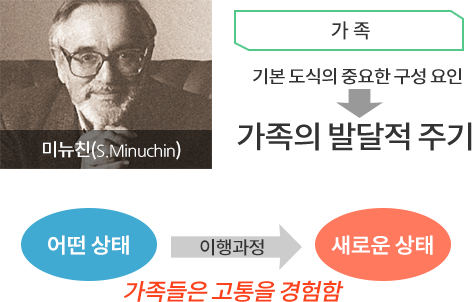 가 족
기본 도식의 중요한 구성 요인
가족의 발달적 주기
미뉴친(S.Minuchin)
어떤 상태
이행과정
새로운 상태
가족들은 고통을 경험함